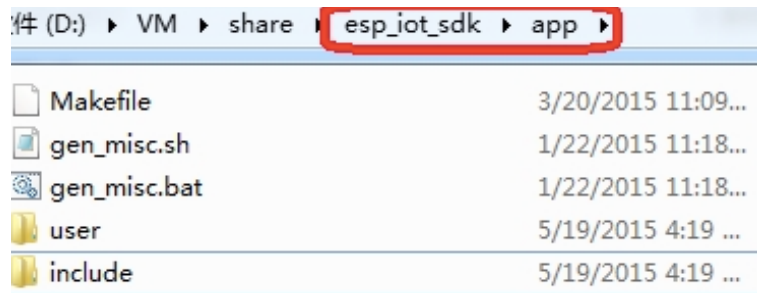 件 (D:) ▸ VM ▸ share ▸ esp_iot_sdk ▸ app ▸
Makefile 3/20/2015 11:09...
gen_misc.sh 1/22/2015 11:18...
gen_misc.bat 1/22/2015 11:18...
user 5/19/2015 4:19 ...
include 5/19/2015 4:19 ...